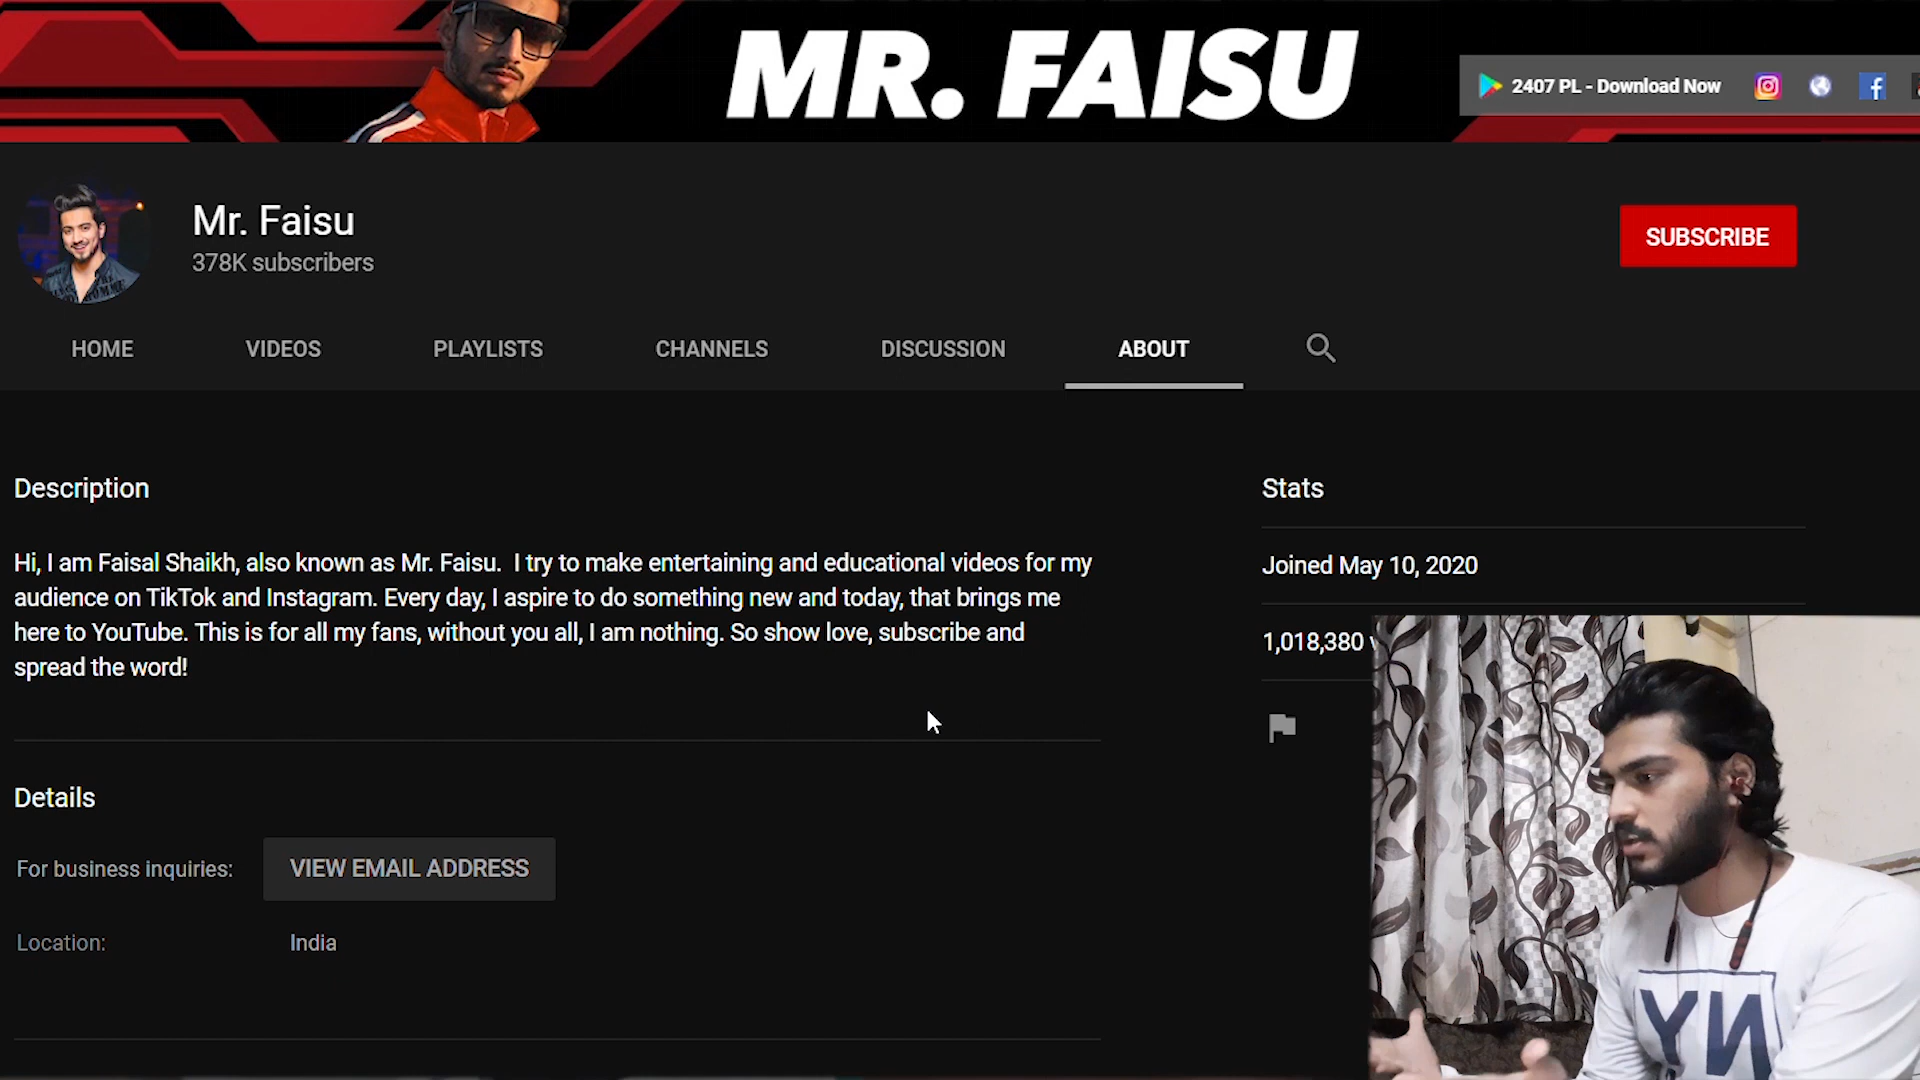 MR. FAISU
2407 PL - Download Now
Mr. Faisu
378K subscribers
SUBSCRIBE
HOME VIDEOS PLAYLISTS CHANNELS DISCUSSION ABOUT
Description
Hi, I am Faisal Shaikh, also known as Mr. Faisu. I try to make entertaining and educational videos for my
audience on TikTok and Instagram. Every day, I aspire to do something new and today, that brings me
here to YouTube. This is for all my fans, without you all, I am nothing. So show love, subscribe and
spread the word!
Stats
Joined May 10, 2020
1,018,380
Details
For business inquiries: VIEW EMAIL ADDRESS
Location: India